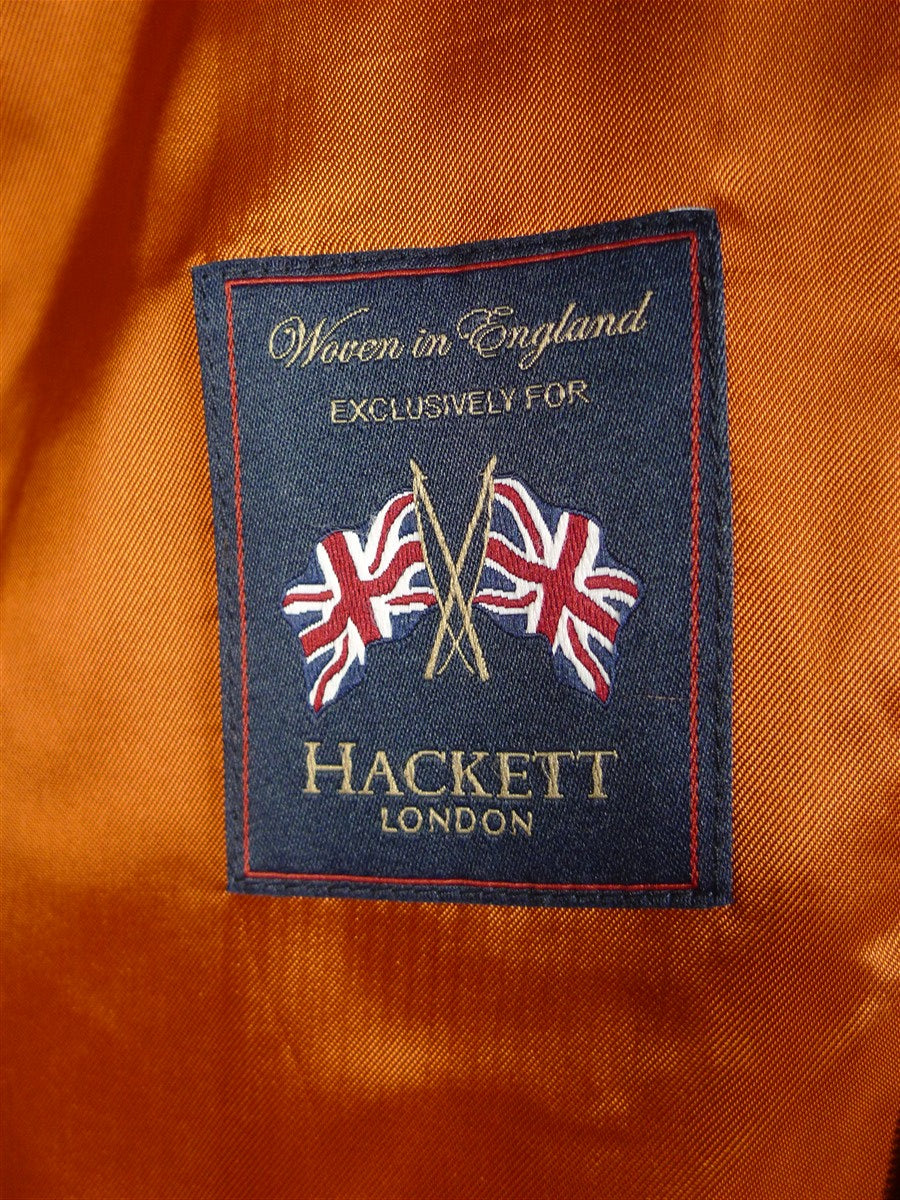 Woven in England
EXCLUSIVELY FOR
HACKETT
LONDON